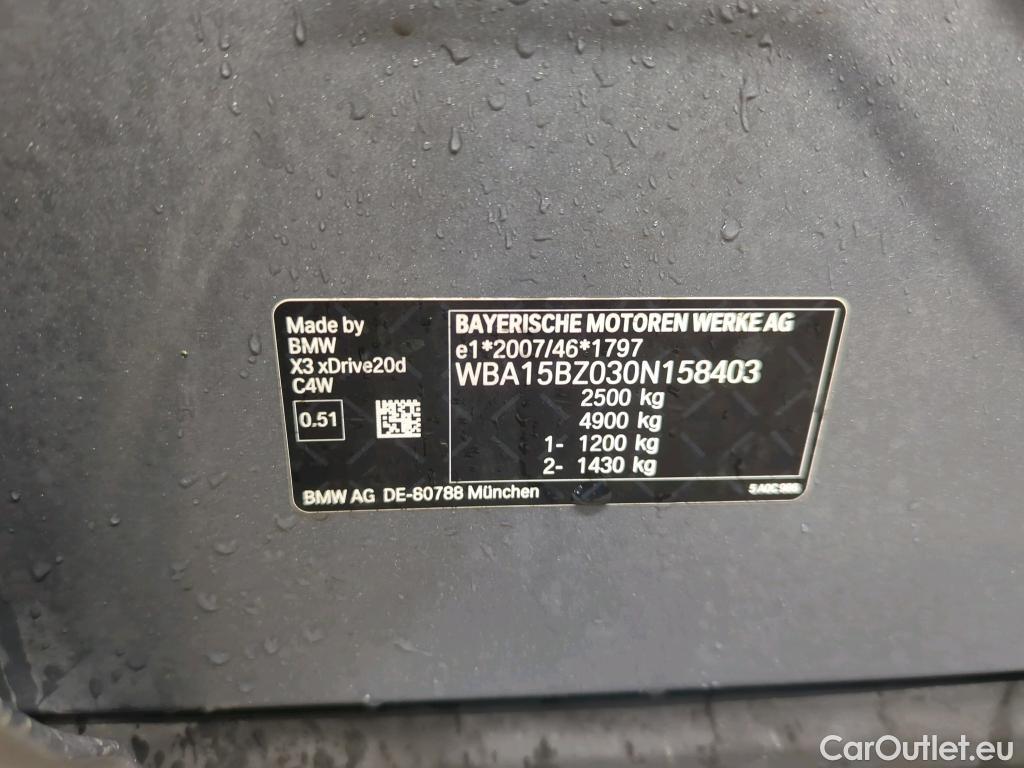 Made by
BMW
X3 xDrive20d
C4W
0.51
BAYERISCHE MOTOREN WERKE AG
e1*2007/46*1797
WBA15BZ030N158403
2500 kg
4900 kg
1- 1200 kg
2- 1430 kg
BMW AG DE-80788 München
CarOutlet.eu